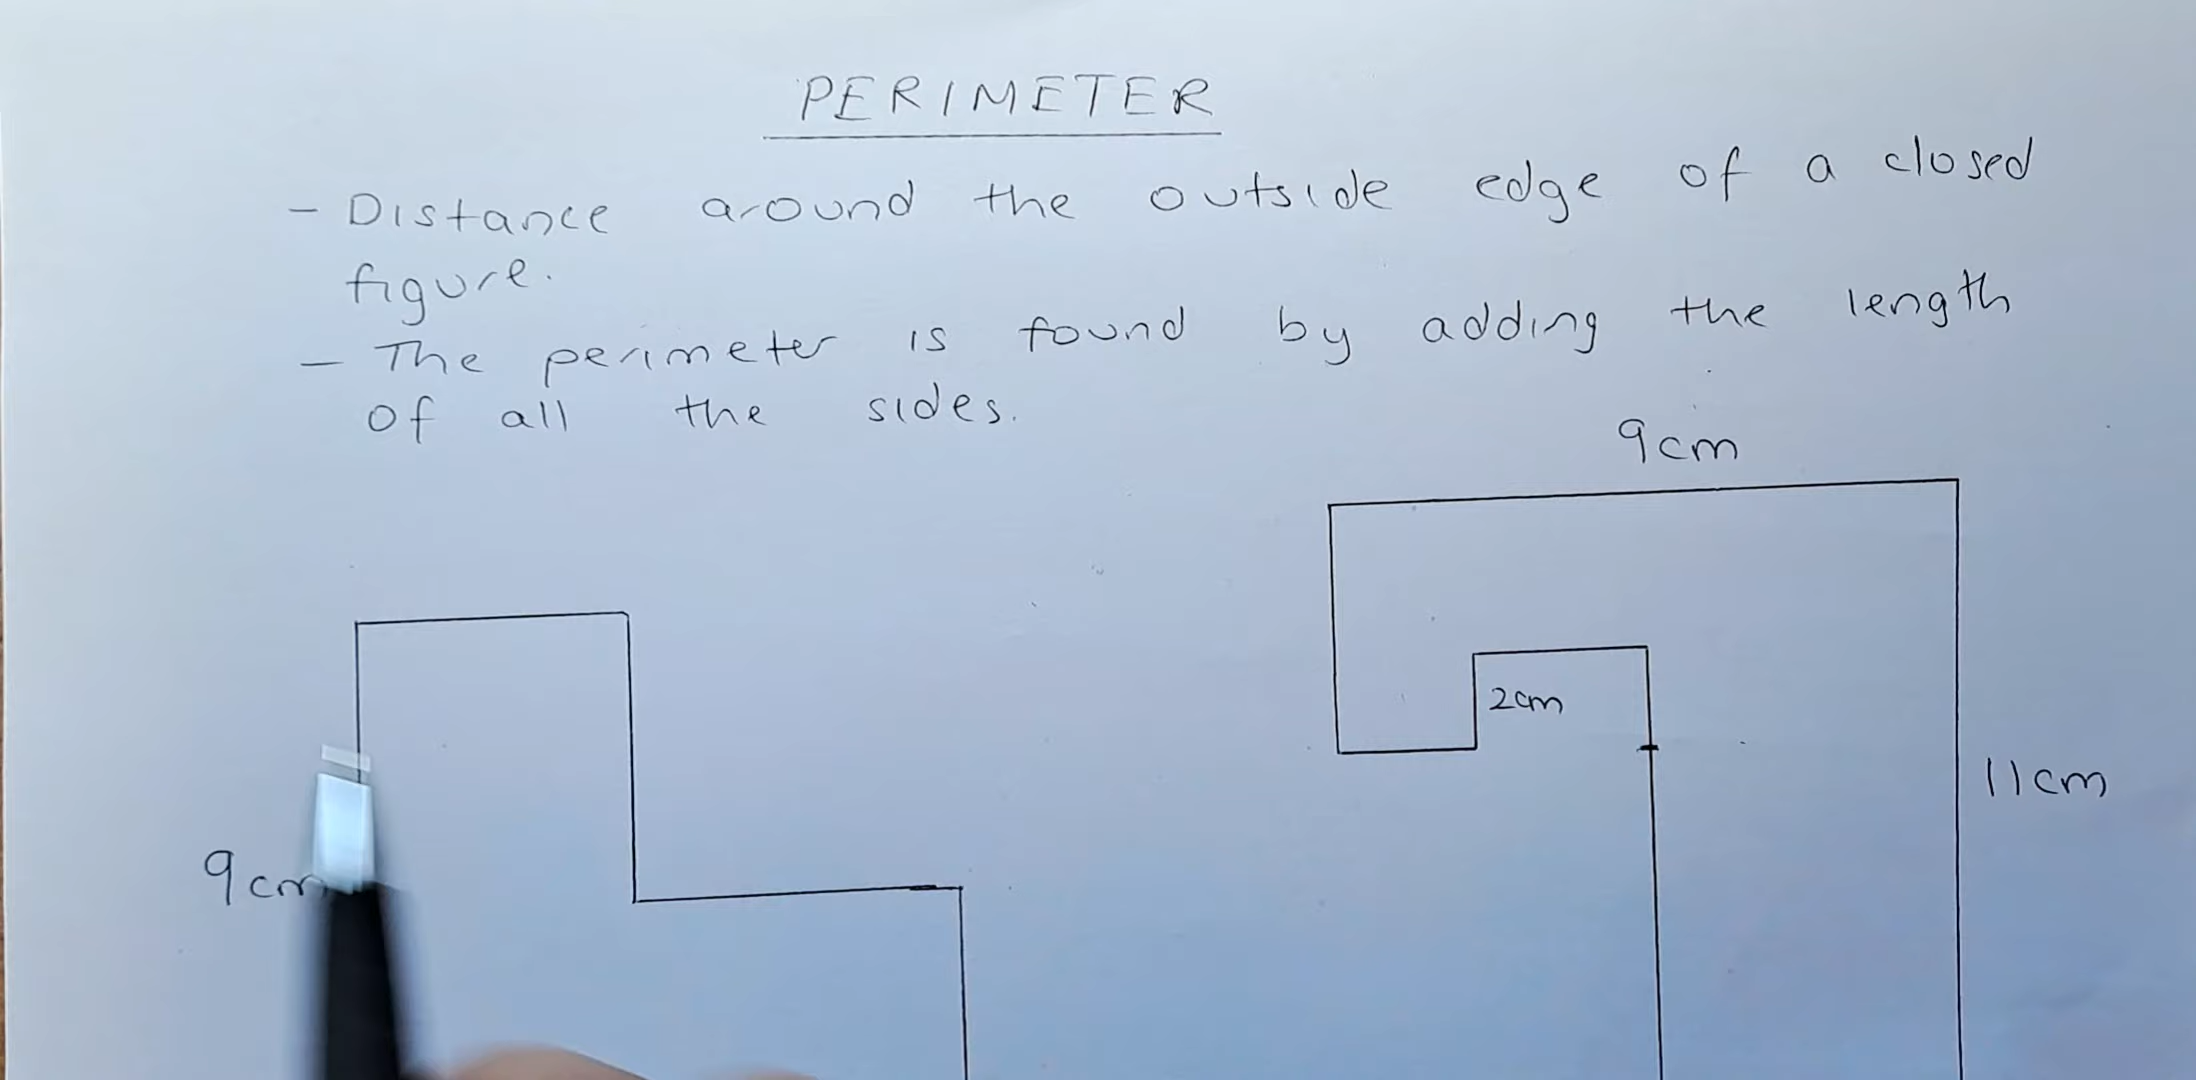 PERIMETER
- Distance around the outside edge of a closed
figure.
- The perimeter is found by adding the length
of all the sides.
9cm
2cm
11cm
9cm